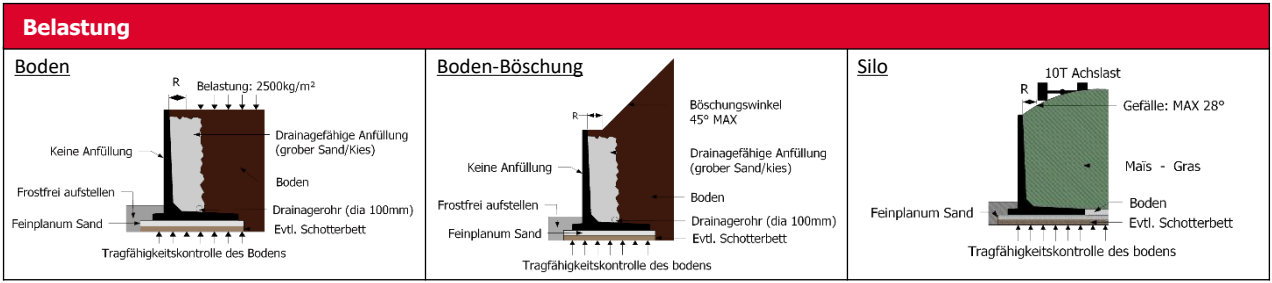 Belastung
Boden
R
Belastung: 2500kg/m²
Drainagefähige Anfüllung
(grober Sand/Kies)
Keine Anfüllung
Boden
Frostfrei aufstellen
Drainagerohr (dia 100mm)
Feinplanum Sand
Evtl. Schotterbett
Tragfähigkeitskontrolle des Bodens
Boden-Böschung
Böschungswinkel
45° MAX
R
Drainagefähige Anfüllung
(grober Sand/kies)
Keine Anfüllung
Boden
Frostfrei aufstellen
Drainagerohr (dia 100mm)
Feinplanum Sand
Evtl. Schotterbett
Tragfähigkeitskontrolle des bodens
Silo
10T Achslast
R
Gefälle: MAX 28°
Maïs - Gras
Boden
Feinplanum Sand
Evtl. Schotterbett
Tragfähigkeitskontrolle des bodens